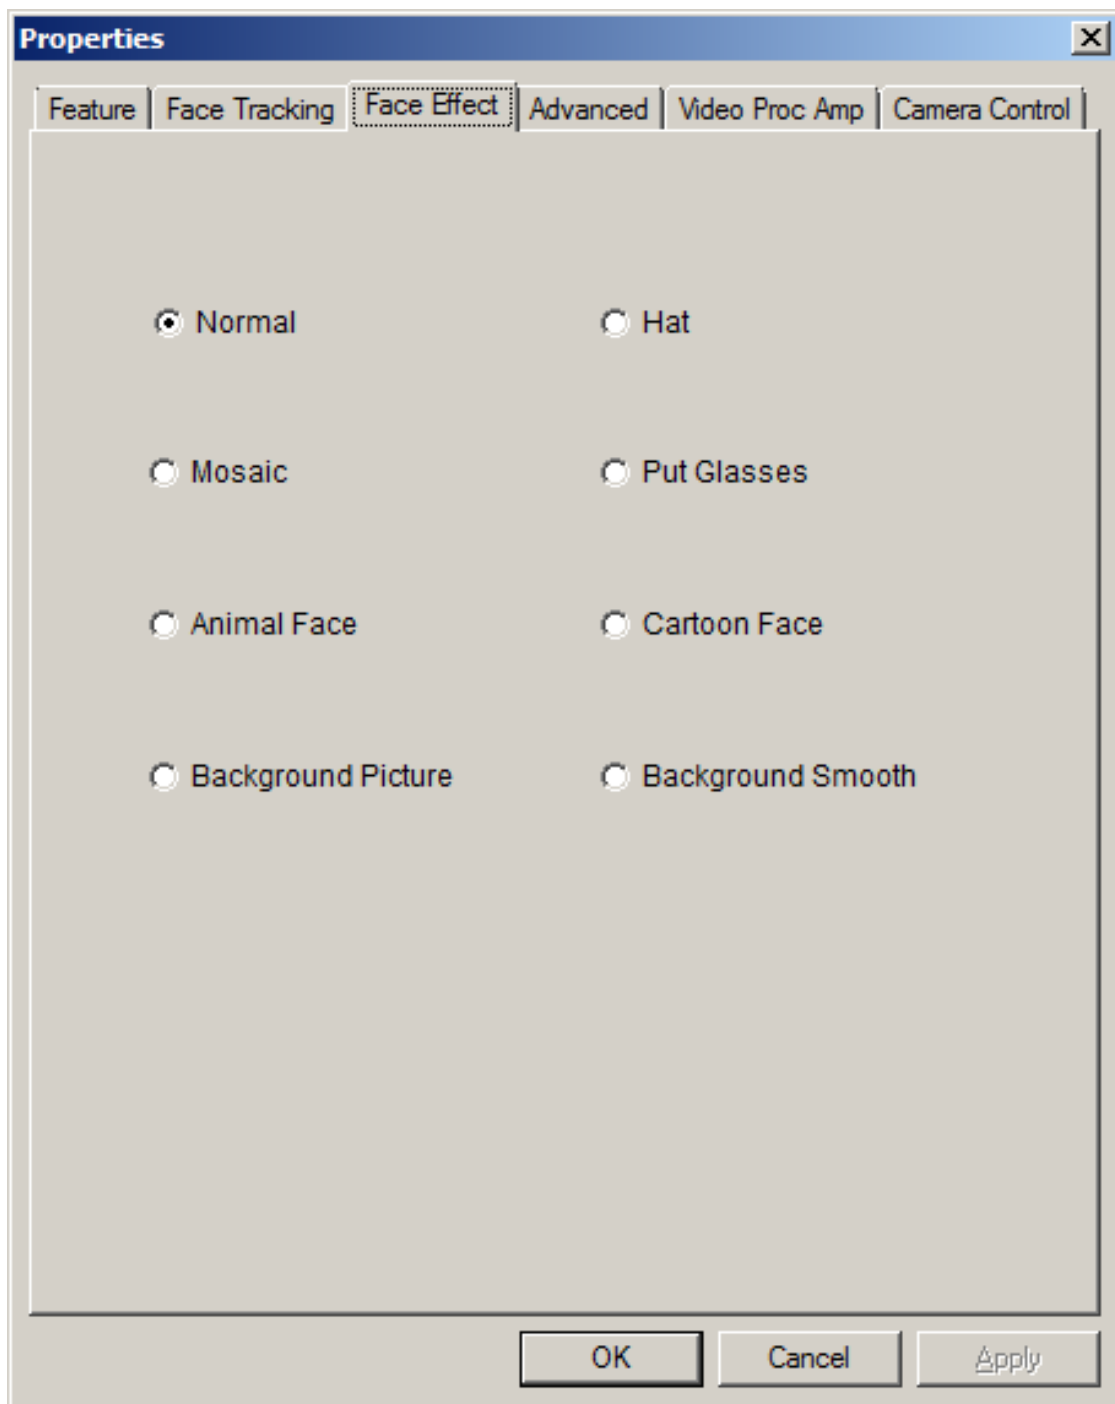 Properties
Feature Face Tracking Face Effect Advanced Video Proc Amp Camera Control
Normal Hat
Mosaic Put Glasses
Animal Face Cartoon Face
Background Picture Background Smooth
OK Cancel Apply